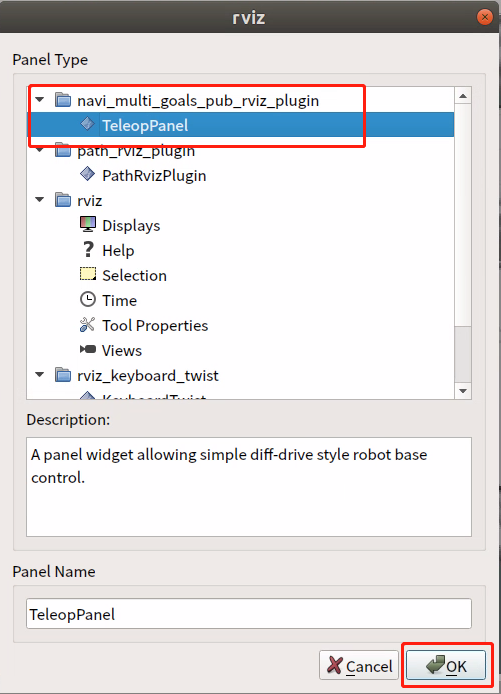 rviz
Panel Type
navi_multi_goals_pub_rviz_plugin
TeleopPanel
path_rviz_plugin
PathRvizPlugin
rviz
Displays
Help
Selection
Time
Tool Properties
Views
rviz_keyboard_twist
KeyboardTwist
Description:
A panel widget allowing simple diff-drive style robot base
control.
Panel Name
TeleopPanel
Cancel
OK